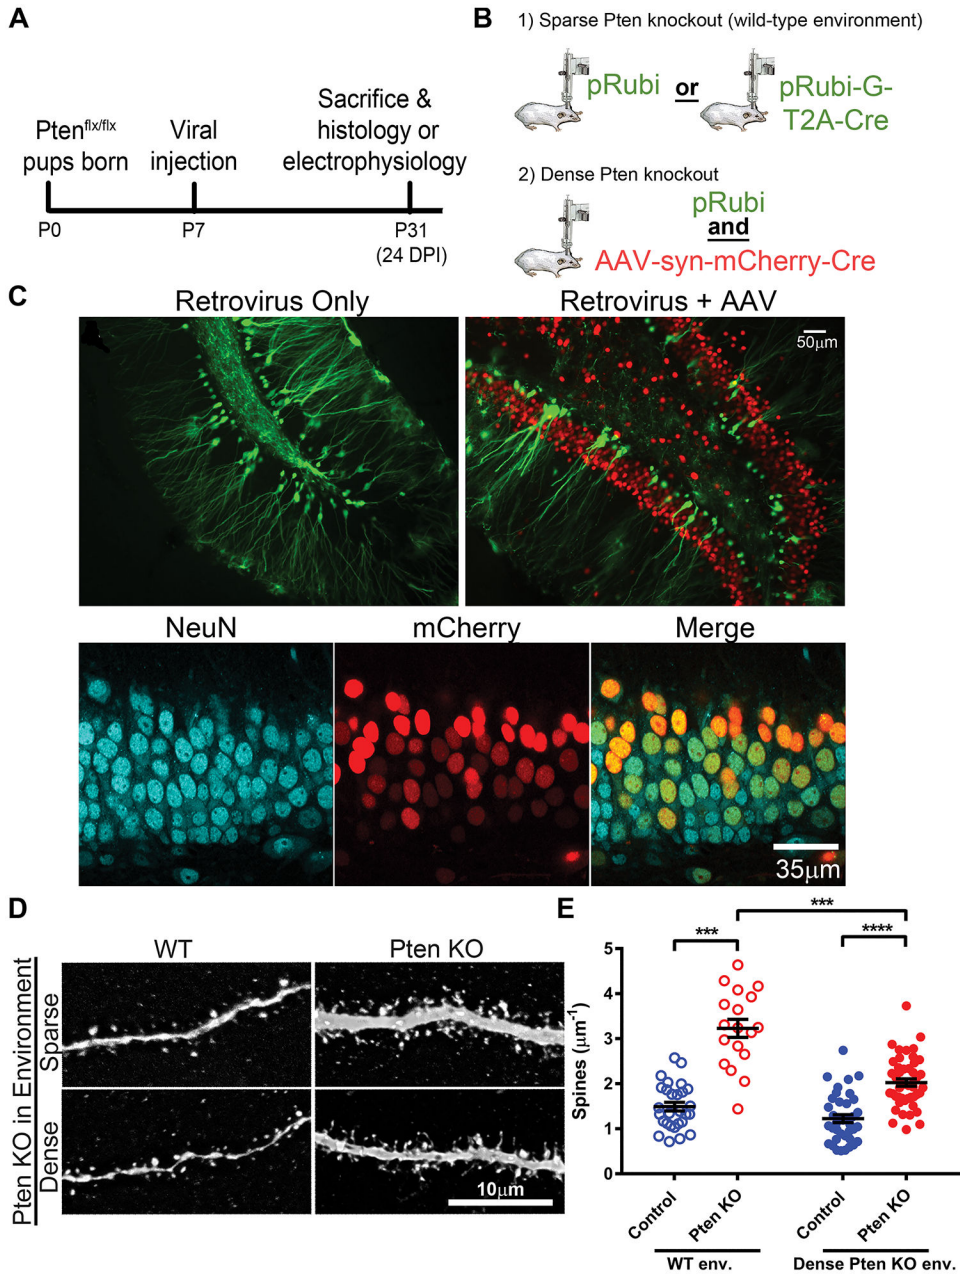 A
Pten^flx/flx
pups born
Viral
injection
Sacrifice &
histology or
electrophysiology
P0
P7
P31
(24 DPI)
B
1) Sparse Pten knockout (wild-type environment)
pRubi
or
pRubi-G-
T2A-Cre
2) Dense Pten knockout
pRubi
and
AAV-syn-mCherry-Cre
C
Retrovirus Only
Retrovirus + AAV
50μm
NeuN
mCherry
Merge
35μm
D
WT
Pten KO
Pten KO in Environment
Sparse
Dense
10μm
E
***
***
****
Spines (μm⁻¹)
5
4
3
2
1
0
Control
Pten KO
Control
Pten KO
WT env.
Dense Pten KO env.